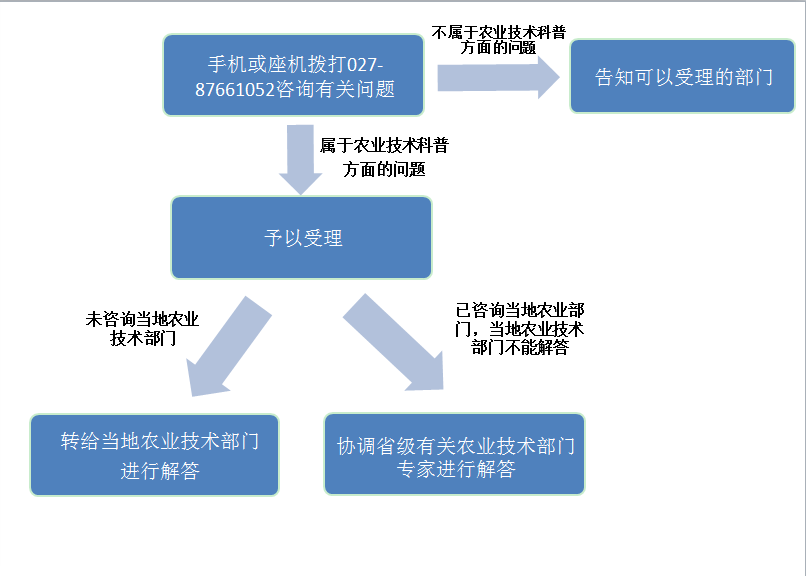 不属于农业技术科普
方面的问题
手机或座机拨打027-
87661052咨询有关问题
告知可以受理的部门
属于农业技术科普
方面的问题
予以受理
未咨询当地农业
技术部门
已咨询当地农业部
门，当地农业技术
部门不能解答
转给当地农业技术部门
进行解答
协调省级有关农业技术部门
专家进行解答